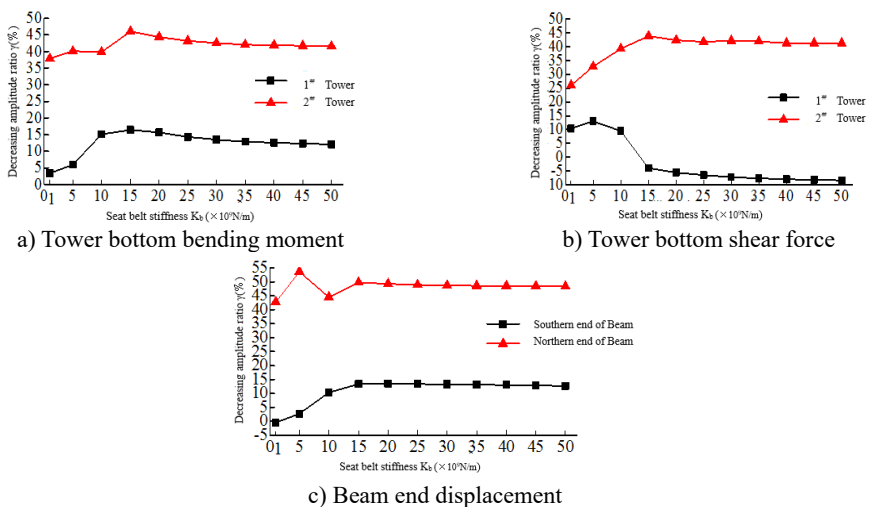 Decreasing amplitude ratio γ(%)
50
45
40
35
30
25
20
15
10
5
0
1# Tower
2# Tower
01 5 10 15 20 25 30 35 40 45 50
Seat belt stiffness Kb (×10⁹N/m)
a) Tower bottom bending moment
Decreasing amplitude ratio γ(%)
50
45
40
35
30
25
20
15
10
5
0
-5
10
1# Tower
2# Tower
01 5 10 15.. 20 25 30 35 40 45 50
Seat belt stiffness Kb (×10⁹N/m)
b) Tower bottom shear force
Decreasing amplitude ratio γ(%)
55
50
45
40
35
30
25
20
15
10
5
0
-5
Southern end of Beam
Northern end of Beam
01 5 10 15 20 25 30 35 40 45 50
Seat belt stiffness Kb (×10⁹N/m)
c) Beam end displacement